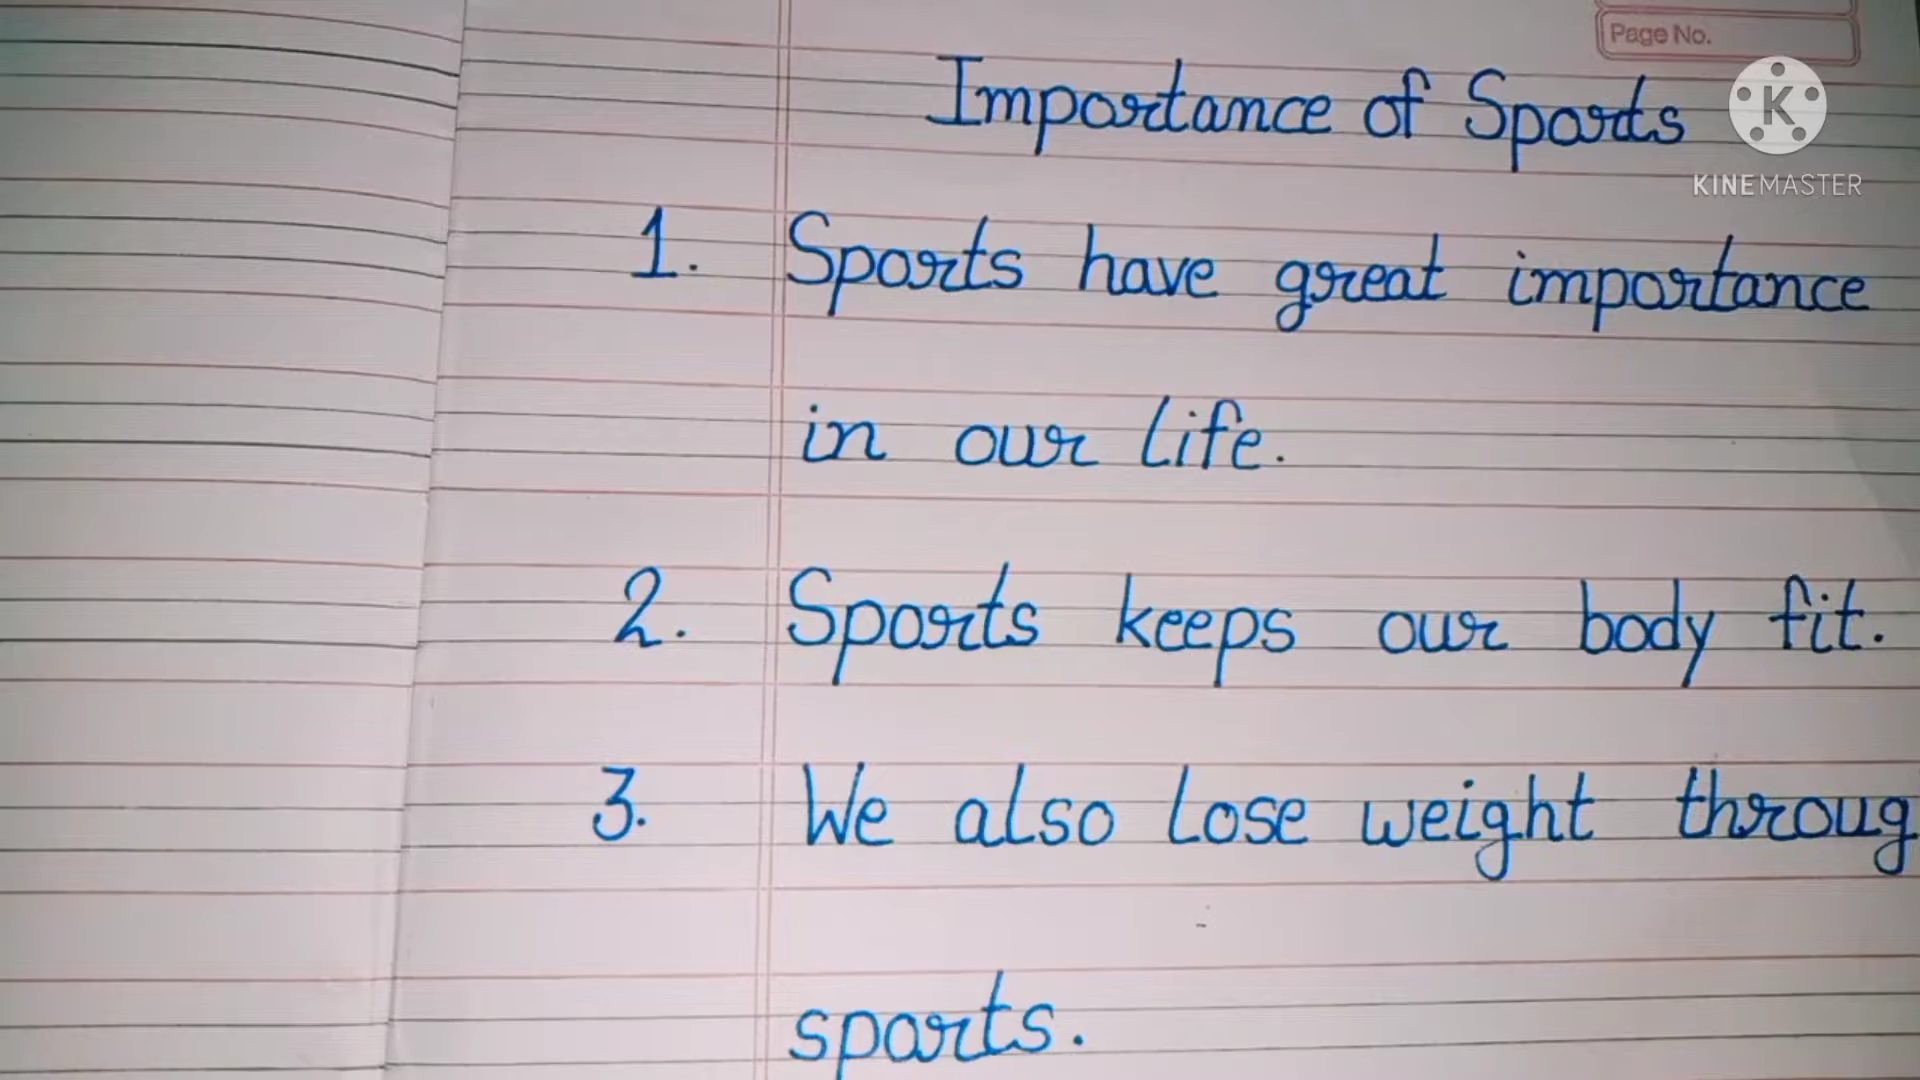 Page No.
Importance of Sports
K
KINEMASTER
1. Sports have great importance
in our life.
2. Sports keeps our body fit.
3. We also lose weight throug
sports.